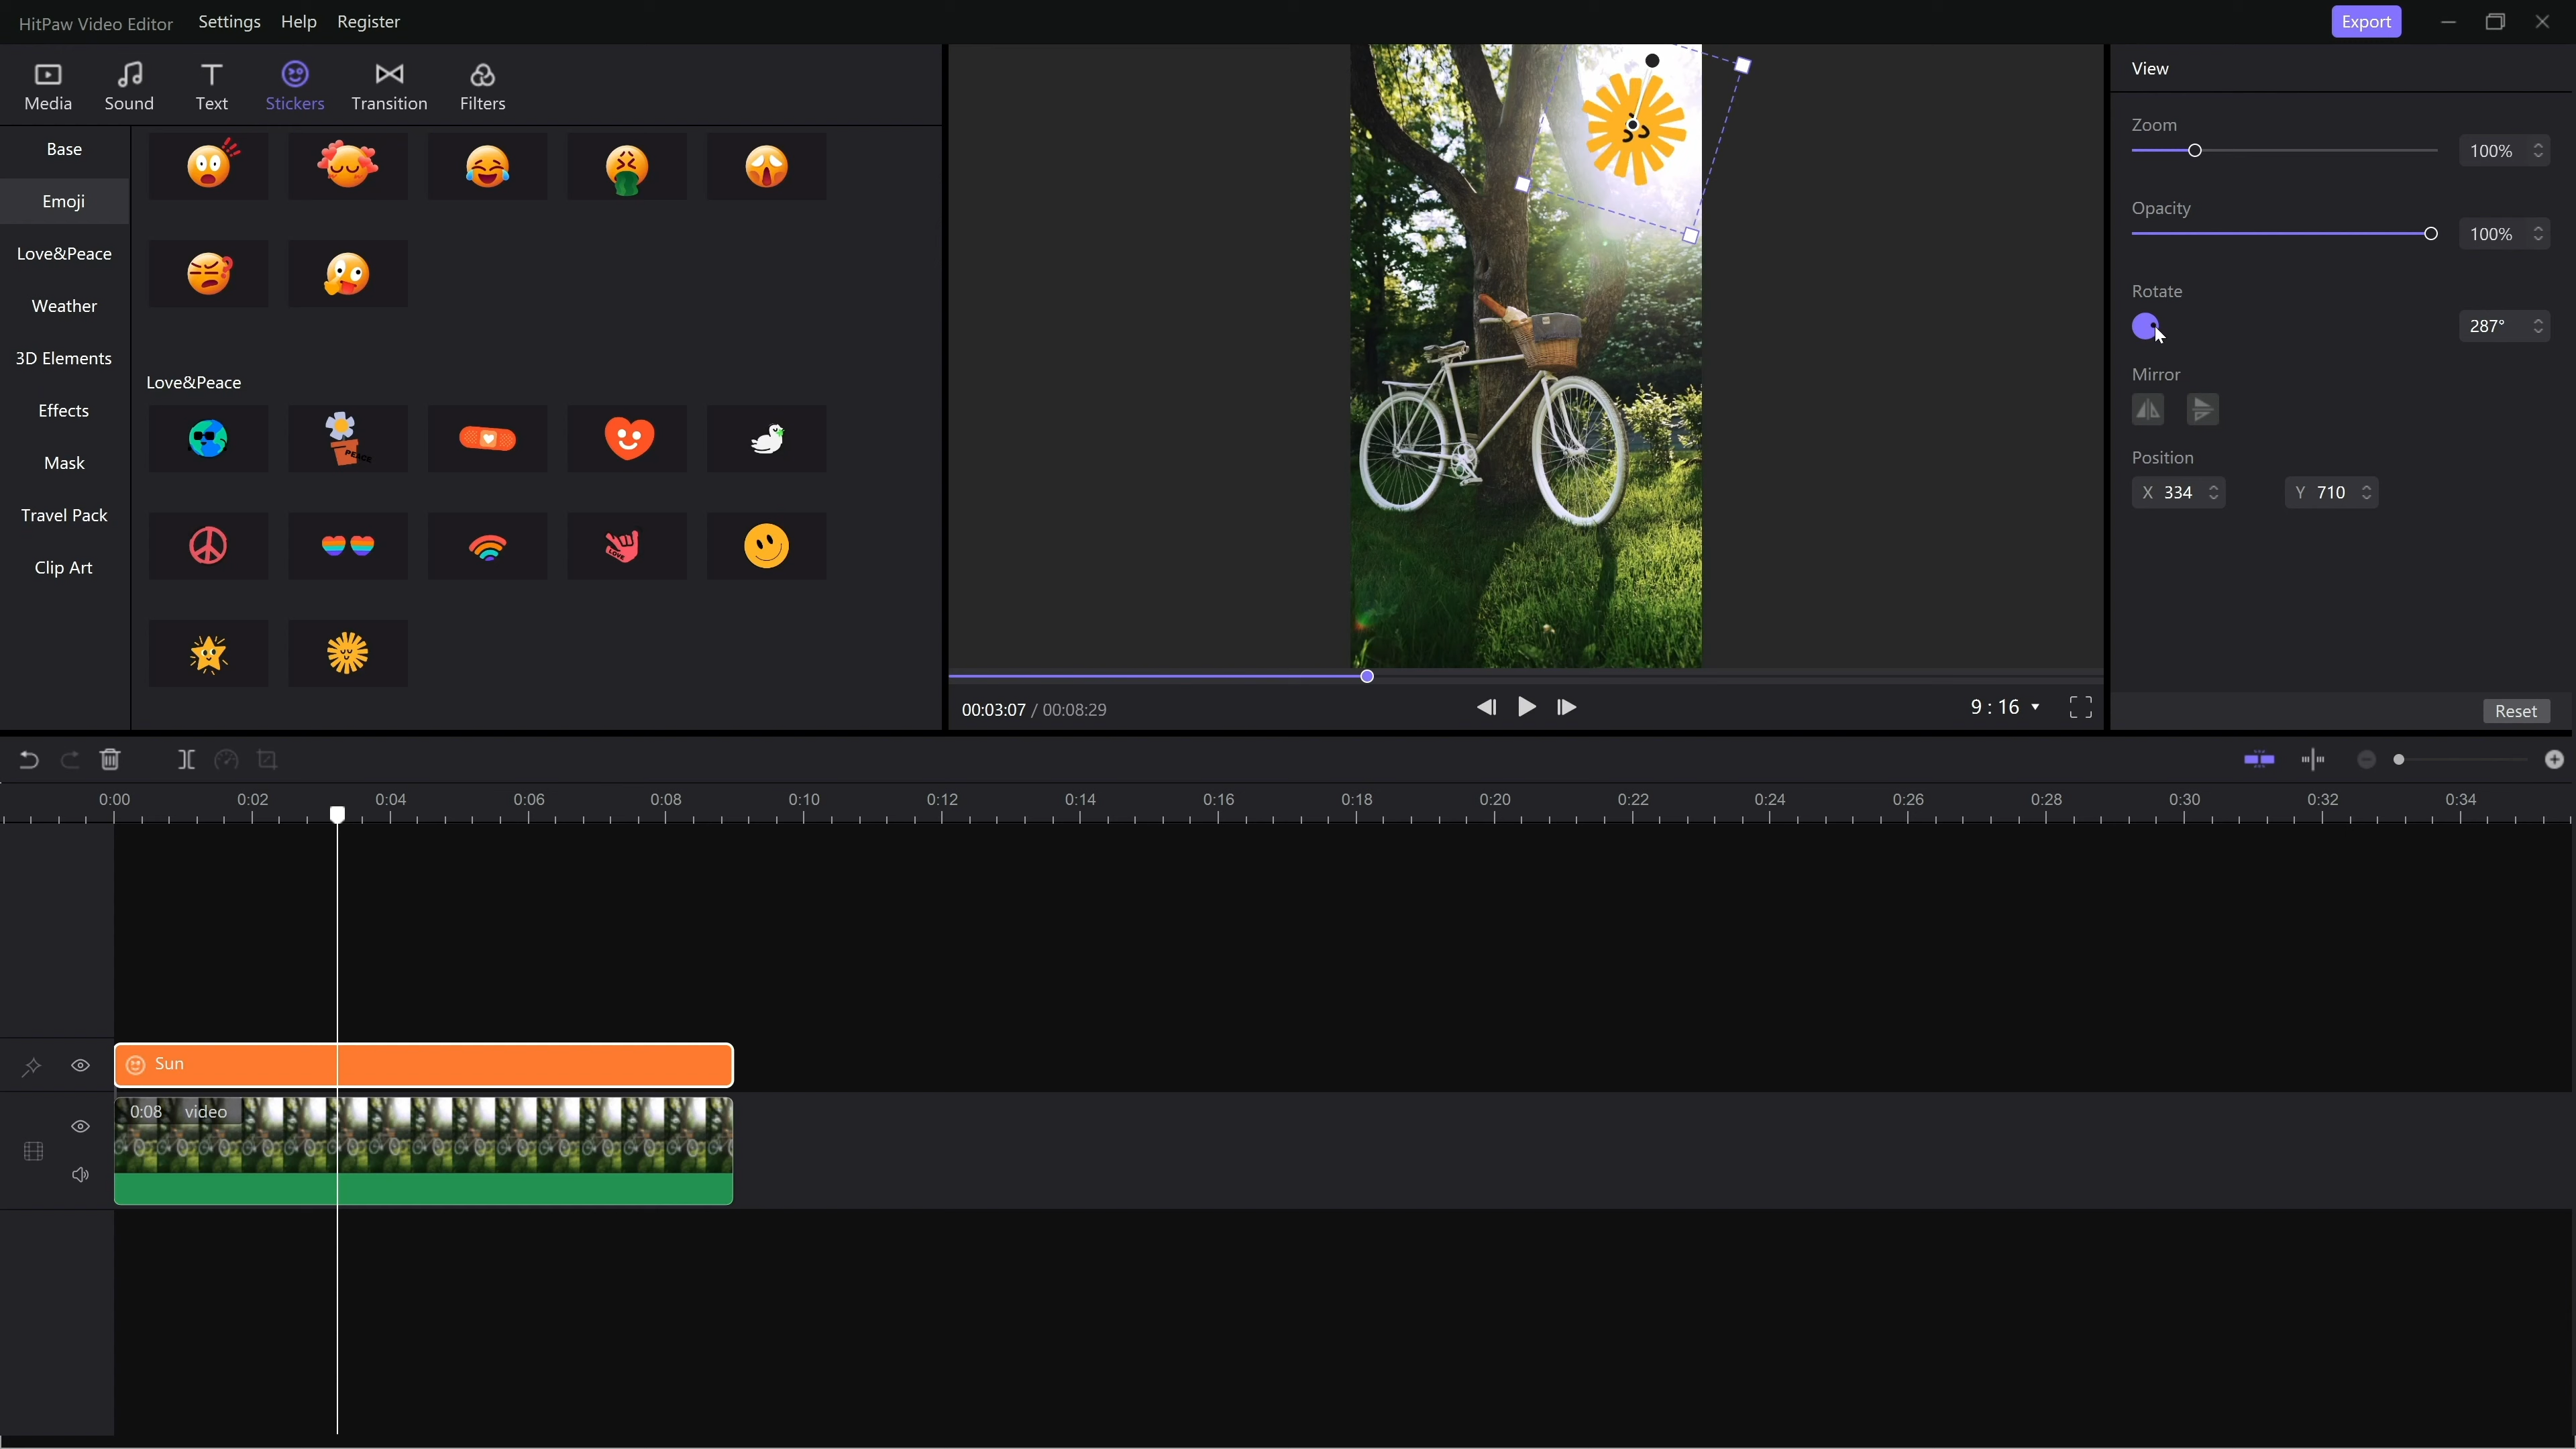 HitPaw Video Editor Settings Help Register Export
Media Sound Text Stickers Transition Filters
Base
Emoji
Love&Peace
Weather
3D Elements
Effects
Mask
Travel Pack
Clip Art
Love&Peace
PEACE
LOVE
00:03:07 / 00:08:29
9 : 16
View
Zoom
100%
Opacity
100%
Rotate
287°
Mirror
Position
X 334 Y 710
Reset
0:00 0:02 0:04 0:06 0:08 0:10 0:12 0:14 0:16 0:18 0:20 0:22 0:24 0:26 0:28 0:30 0:32 0:34
Sun
0:08 video